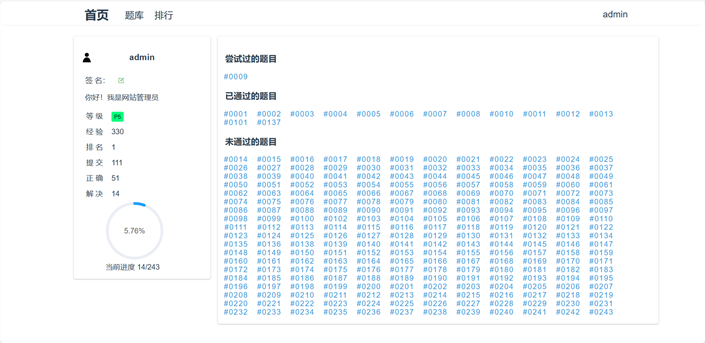 首页 题库 排行 admin
admin
签名:
你好！我是网站管理员
等级 P5
经验 330
排名 1
提交 111
正确 51
解决 14
5.76%
当前进度 14/243
尝试过的题目
#0009
已通过的题目
#0001 #0002 #0003 #0004 #0005 #0006 #0007 #0008 #0010 #0011 #0012 #0013
#0101 #0137
未通过的题目
#0014 #0015 #0016 #0017 #0018 #0019 #0020 #0021 #0022 #0023 #0024 #0025
#0026 #0027 #0028 #0029 #0030 #0031 #0032 #0033 #0034 #0035 #0036 #0037
#0038 #0039 #0040 #0041 #0042 #0043 #0044 #0045 #0046 #0047 #0048 #0049
#0050 #0051 #0052 #0053 #0054 #0055 #0056 #0057 #0058 #0059 #0060 #0061
#0062 #0063 #0064 #0065 #0066 #0067 #0068 #0069 #0070 #0071 #0072 #0073
#0074 #0075 #0076 #0077 #0078 #0079 #0080 #0081 #0082 #0083 #0084 #0085
#0086 #0087 #0088 #0089 #0090 #0091 #0092 #0093 #0094 #0095 #0096 #0097
#0098 #0099 #0100 #0102 #0103 #0104 #0105 #0106 #0107 #0108 #0109 #0110
#0111 #0112 #0113 #0114 #0115 #0116 #0117 #0118 #0119 #0120 #0121 #0122
#0123 #0124 #0125 #0126 #0127 #0128 #0129 #0130 #0131 #0132 #0133 #0134
#0135 #0136 #0138 #0139 #0140 #0141 #0142 #0143 #0144 #0145 #0146 #0147
#0148 #0149 #0150 #0151 #0152 #0153 #0154 #0155 #0156 #0157 #0158 #0159
#0160 #0161 #0162 #0163 #0164 #0165 #0166 #0167 #0168 #0169 #0170 #0171
#0172 #0173 #0174 #0175 #0176 #0177 #0178 #0179 #0180 #0181 #0182 #0183
#0184 #0185 #0186 #0187 #0188 #0189 #0190 #0191 #0192 #0193 #0194 #0195
#0196 #0197 #0198 #0199 #0200 #0201 #0202 #0203 #0204 #0205 #0206 #0207
#0208 #0209 #0210 #0211 #0212 #0213 #0214 #0215 #0216 #0217 #0218 #0219
#0220 #0221 #0222 #0223 #0224 #0225 #0226 #0227 #0228 #0229 #0230 #0231
#0232 #0233 #0234 #0235 #0236 #0237 #0238 #0239 #0240 #0241 #0242 #0243